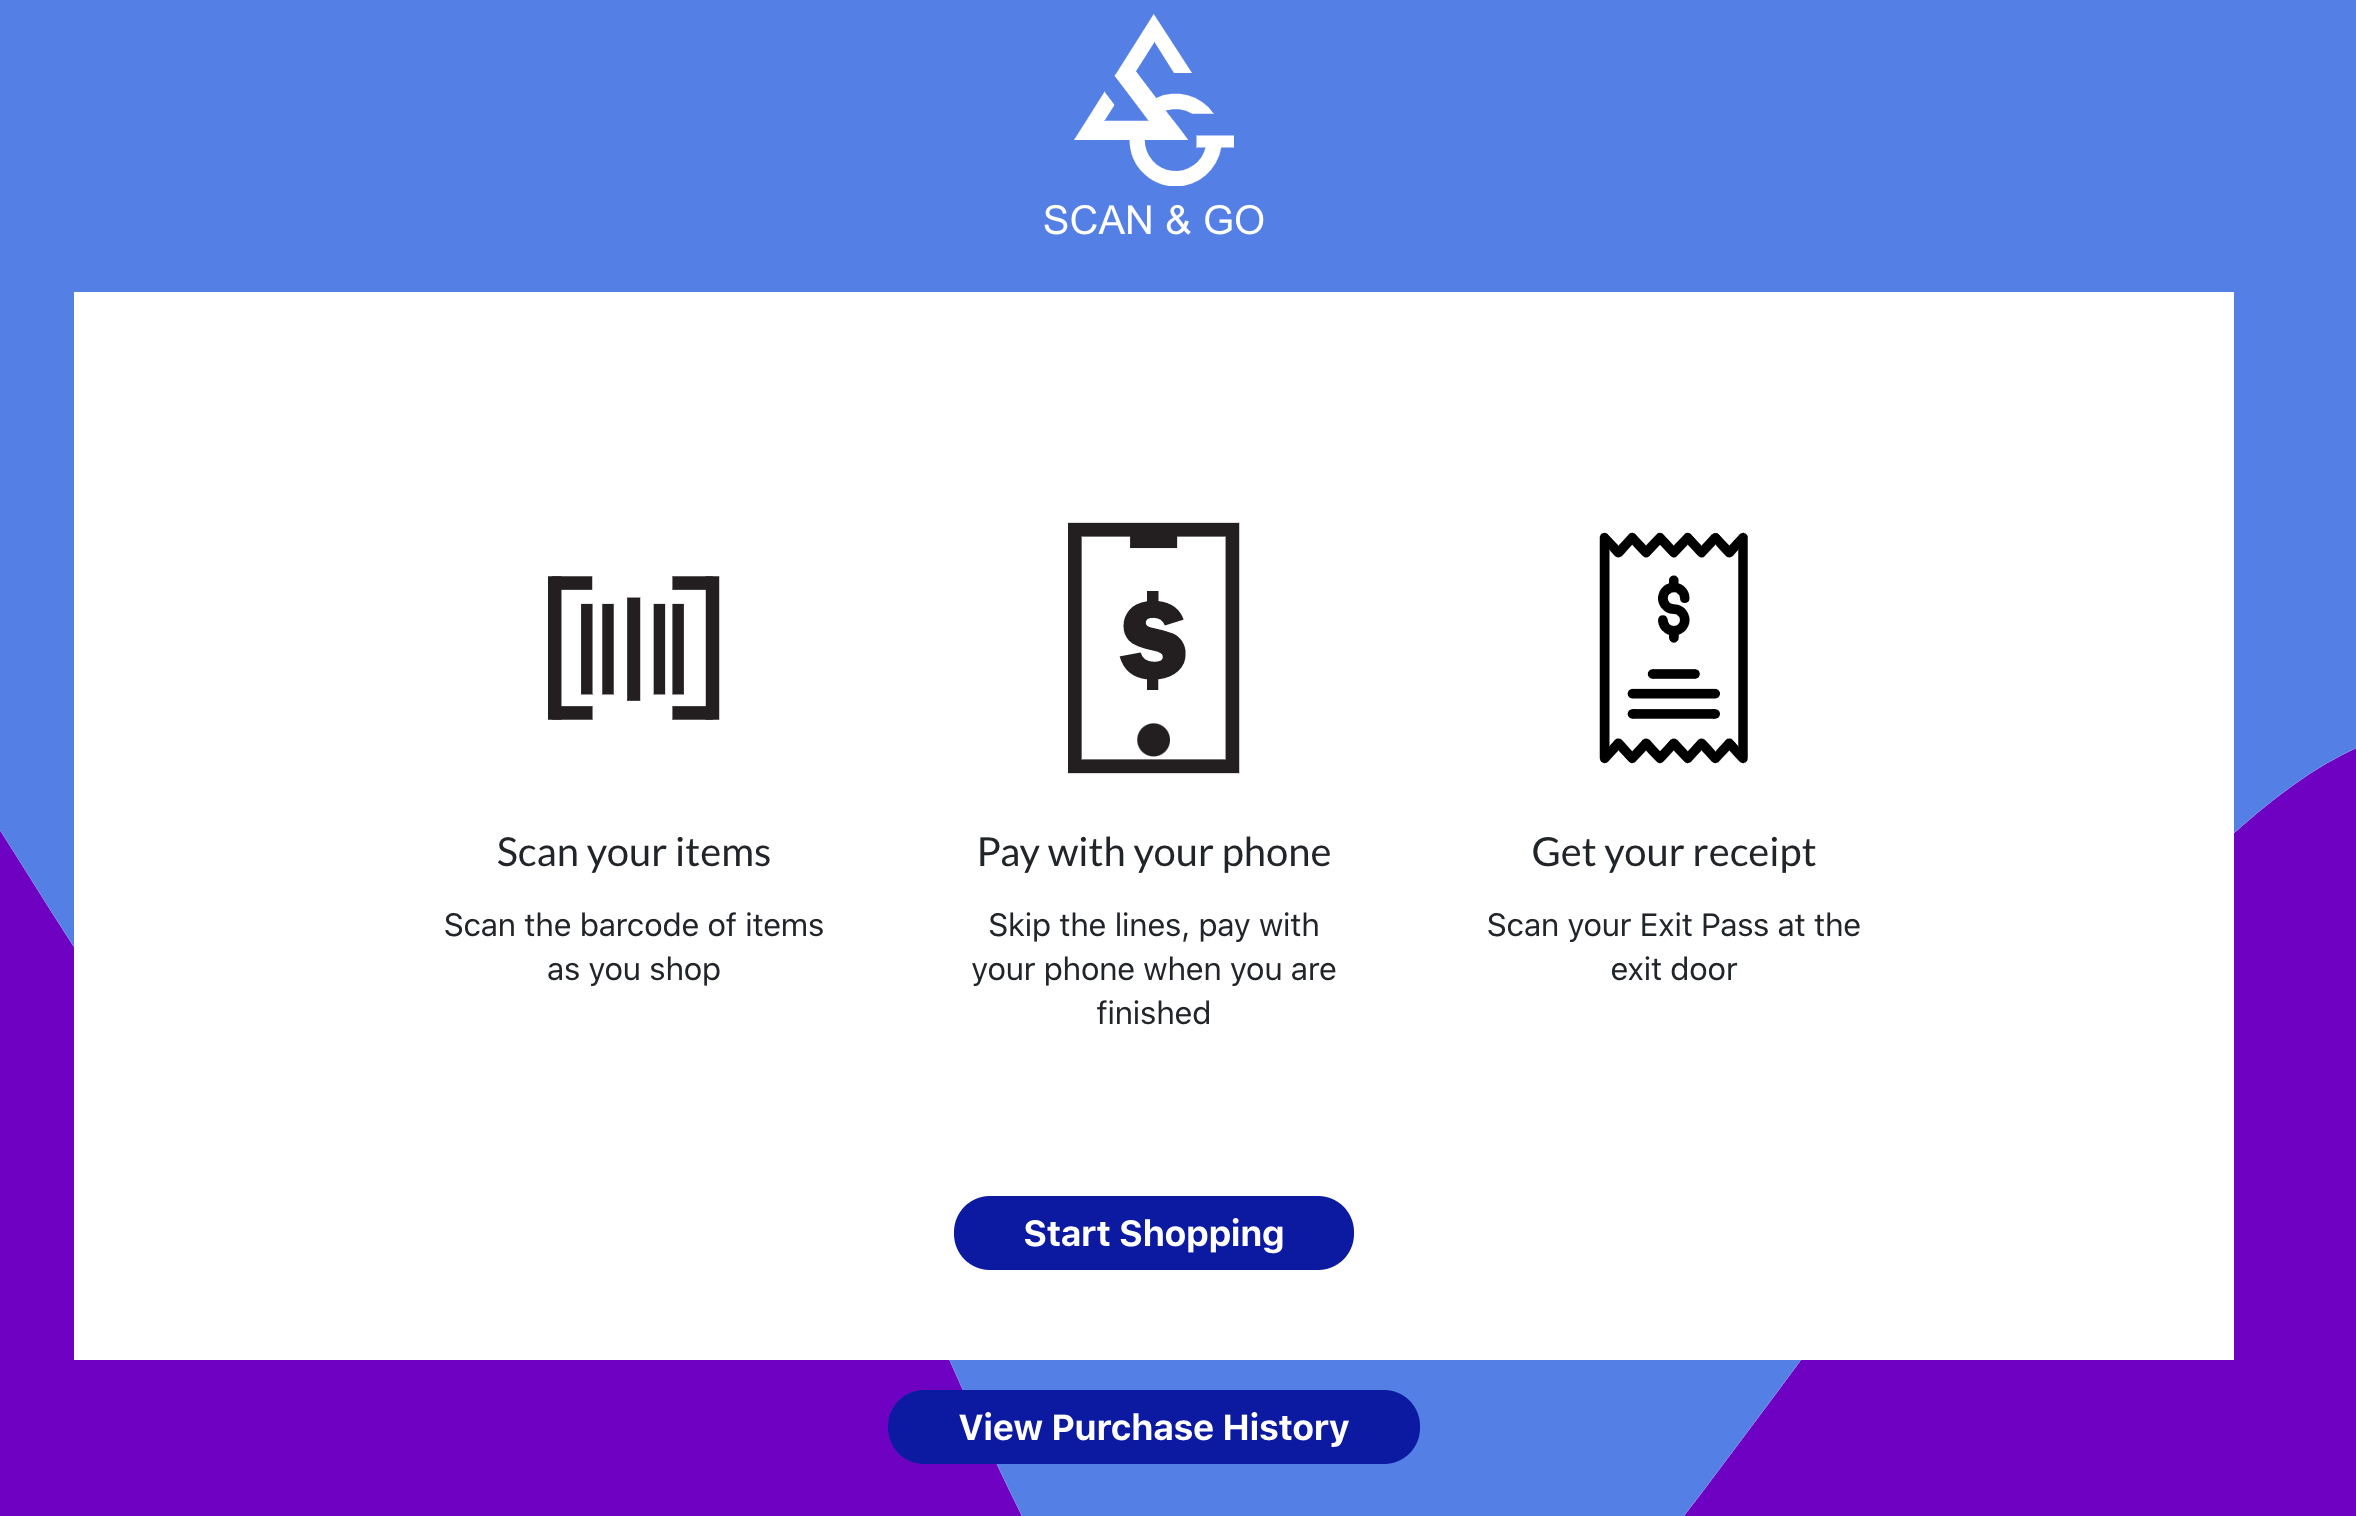 SCAN & GO
$
$
Scan your items
Scan the barcode of items
as you shop
Pay with your phone
Skip the lines, pay with
your phone when you are
finished
Get your receipt
Scan your Exit Pass at the
exit door
Start Shopping
View Purchase History